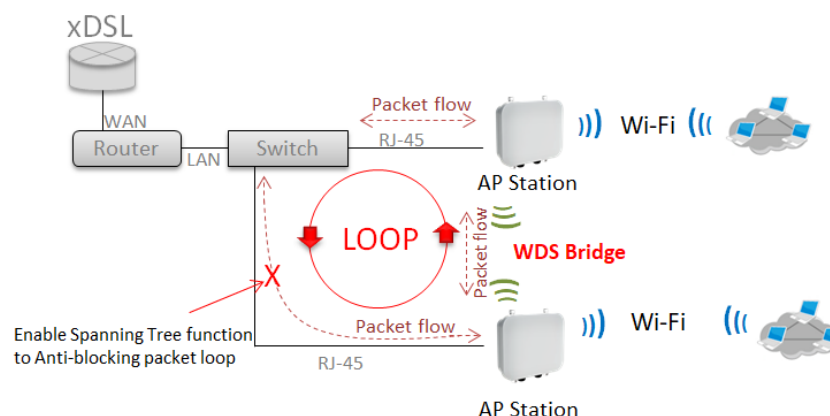 xDSL
WAN
Router
LAN
Switch
RJ-45
Packet flow
AP Station
Wi-Fi
LOOP
Packet flow
WDS Bridge
X
Enable Spanning Tree function
to Anti-blocking packet loop
Packet flow
RJ-45
AP Station
Wi-Fi